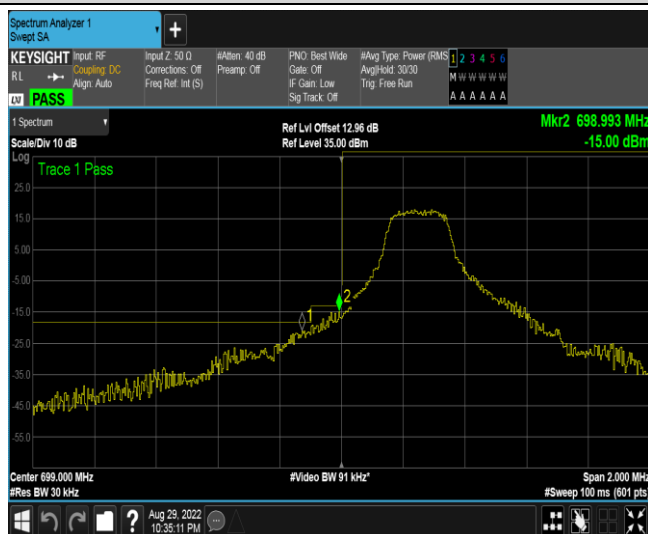 Spectrum Analyzer 1
Swept SA
+
KEYSIGHT
RL
PASS
Input: RF
Coupling: DC
Align: Auto
Input Z: 50 Ω
Corrections: Off
Freq Ref: Int (S)
#Atten: 40 dB
Preamp: Off
PNO: Best Wide
Gate: Off
IF Gain: Low
Sig Track: Off
#Avg Type: Power (RMS
Avg|Hold: 30/30
Trig: Free Run
1 2 3 4 5 6
M W W W W W
A A A A A A
1 Spectrum
Scale/Div 10 dB
Ref Lvl Offset 12.96 dB
Ref Level 35.00 dBm
Mkr2 698.993 MHz
-15.00 dBm
Log
Trace 1 Pass
25.0
15.0
5.00
-5.00
-15.0
-25.0
-35.0
-45.0
-55.0
1
2
Center 699.000 MHz
#Res BW 30 kHz
#Video BW 91 kHz*
Span 2.000 MHz
#Sweep 100 ms (601 pts)
?
Aug 29, 2022
10:35:11 PM